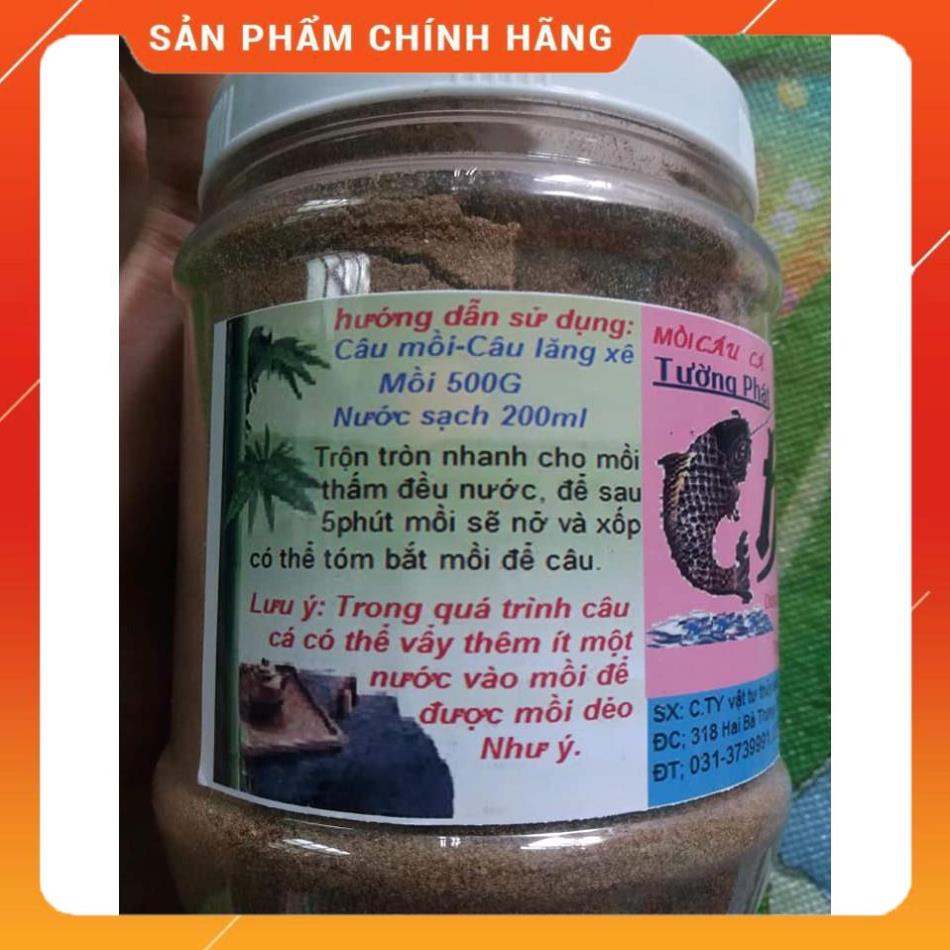 SẢN PHẨM CHÍNH HÃNG
hướng dẫn sử dụng:
Câu mồi-Câu lăng xê
Mồi 500G
Nước sạch 200ml
Trộn tròn nhanh cho mồi
thấm đều nước, để sau
5phút mồi sẽ nở và xốp
có thể tóm bắt mồi để câu.
Lưu ý: Trong quá trình câu
cá có thể vẩy thêm ít một
nước vào mồi để
được mồi dẻo
Như ý.
MỒI CÂU CÁ
Tường Phát
SX: C.TY vật tư
ĐC; 318 Hai Bà
ĐT; 031-3739991